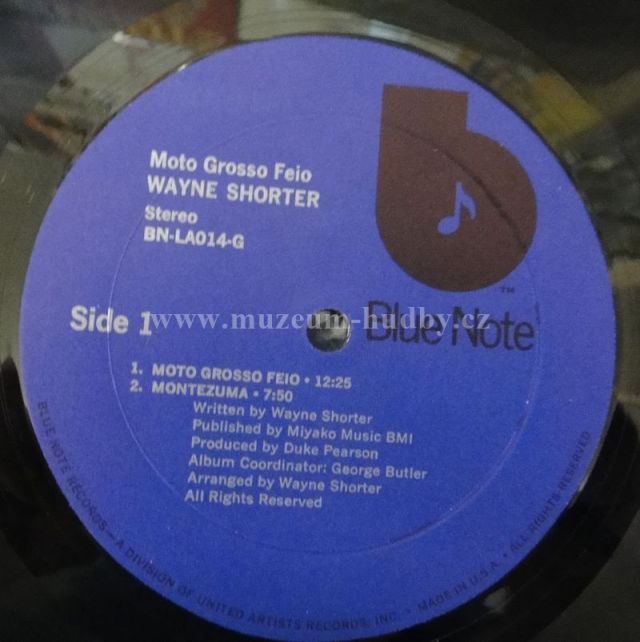 Moto Grosso Feio
WAYNE SHORTER
Stereo
BN-LA014-G
TM
Blue Note
Side 1
www.muzeum-hudby.cz
1. MOTO GROSSO FEIO • 12:25
2. MONTEZUMA • 7:50
Written by Wayne Shorter
Published by Miyako Music BMI
Produced by Duke Pearson
Album Coordinator: George Butler
Arranged by Wayne Shorter
All Rights Reserved
BLUE NOTE RECORDS—A DIVISION OF UNITED ARTISTS RECORDS, INC. • MADE IN U.S.A. • ALL RIGHTS RESERVED